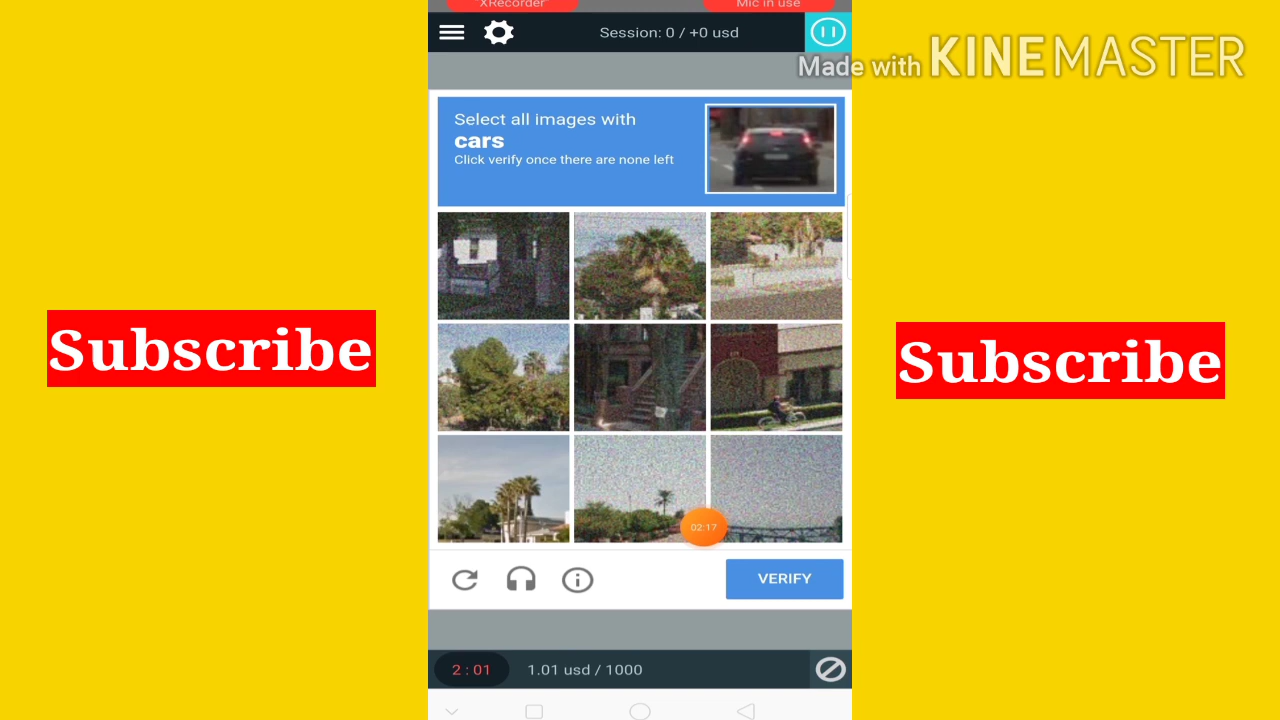 "XRecorder"
Mic in use
Session: 0 / +0 usd
Made with KINEMASTER
Select all images with
cars
Click verify once there are none left
Subscribe
Subscribe
02:17
VERIFY
2 : 01
1.01 usd / 1000